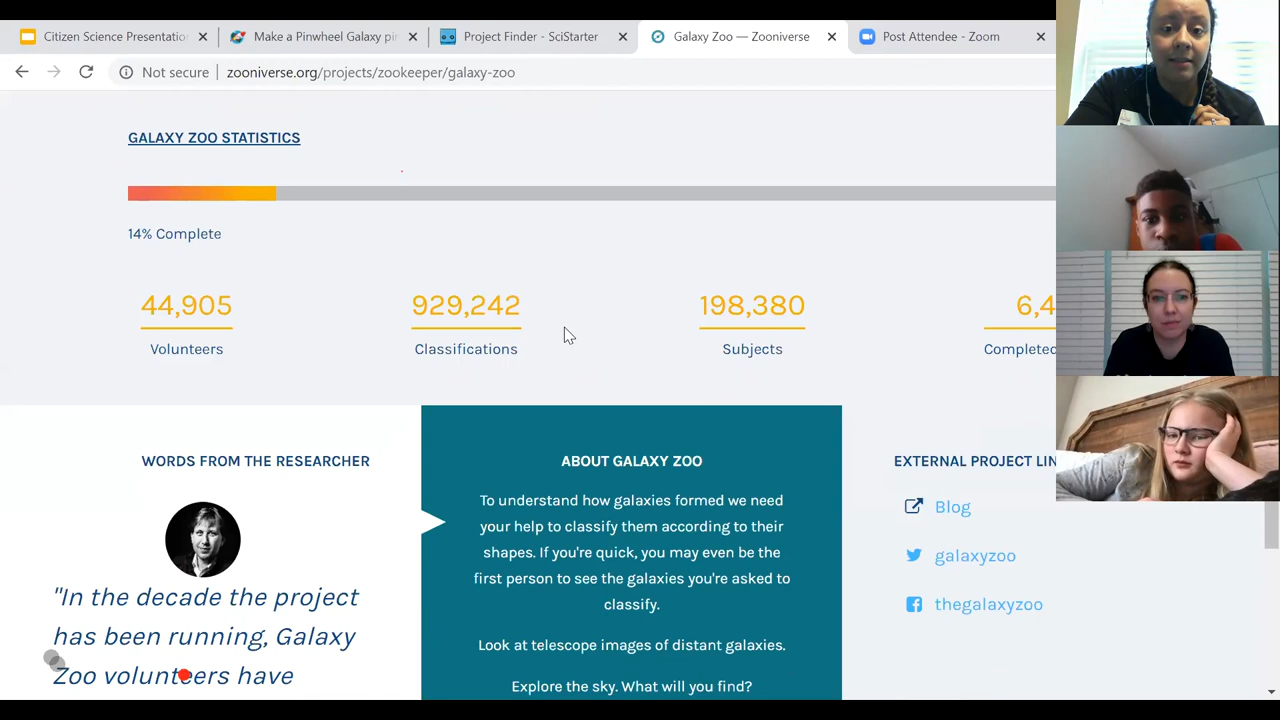 Citizen Science Presentatio
Make a Pinwheel Galaxy pi
Project Finder - SciStarter
Galaxy Zoo — Zooniverse
Post Attendee - Zoom
Not secure
zooniverse.org/projects/zookeeper/galaxy-zoo
GALAXY ZOO STATISTICS
14% Complete
44,905
929,242
198,380
6,4
Volunteers
Classifications
Subjects
Completed
WORDS FROM THE RESEARCHER
"In the decade the project
has been running, Galaxy
Zoo volunteers have
ABOUT GALAXY ZOO
To understand how galaxies formed we need
your help to classify them according to their
shapes. If you're quick, you may even be the
first person to see the galaxies you're asked to
classify.
Look at telescope images of distant galaxies.
Explore the sky. What will you find?
EXTERNAL PROJECT LIN
Blog
galaxyzoo
thegalaxyzoo